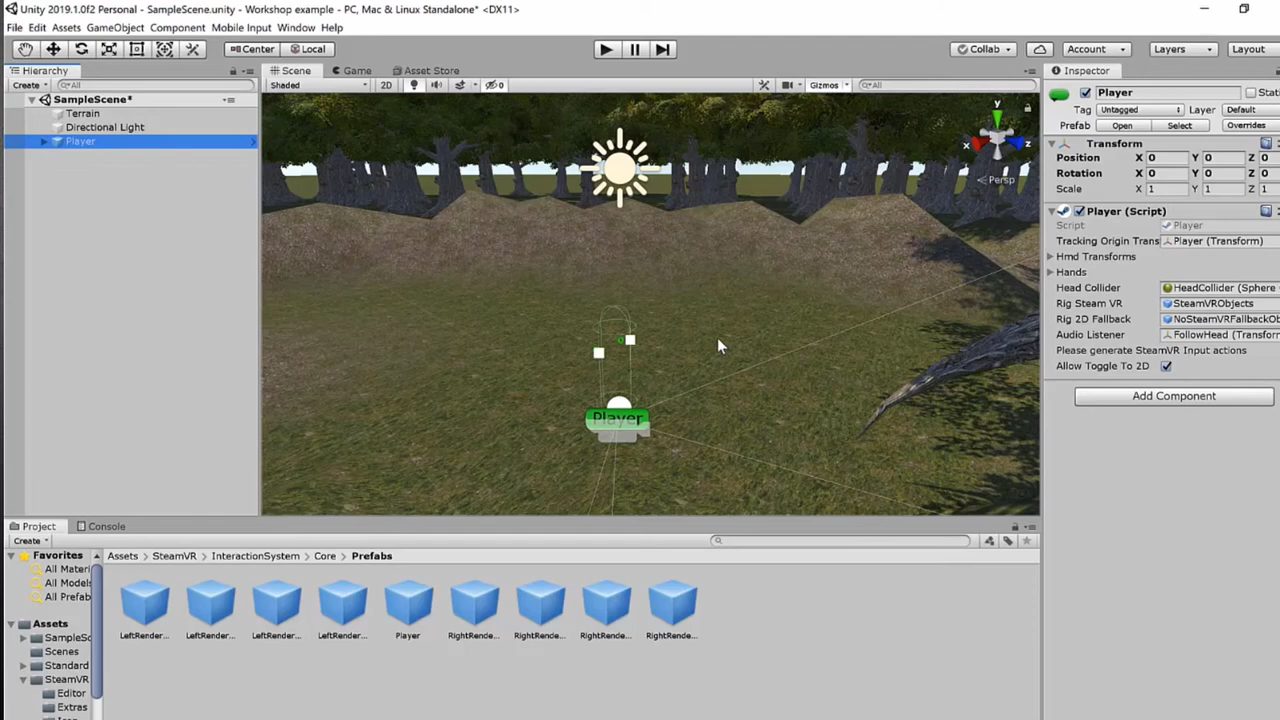 Unity 2019.1.0f2 Personal - SampleScene.unity - Workshop example - PC, Mac & Linux Standalone* <DX11>
File Edit Assets GameObject Component Mobile Input Window Help
Center Local Collab Account Layers Layout
Hierarchy
Create All
SampleScene*
Terrain
Directional Light
Player
Scene Game Asset Store
Shaded 2D 0 Gizmos All
y
x z
Persp
Player
Inspector
Player Stati
Tag Untagged Layer Default
Prefab Open Select Overrides
Transform
Position X 0 Y 0 Z 0
Rotation X 0 Y 0 Z 0
Scale X 1 Y 1 Z 1
Player (Script)
Script Player
Tracking Origin Trans Player (Transform)
Hmd Transforms
Hands
Head Collider HeadCollider (Sphere
Rig Steam VR SteamVRObjects
Rig 2D Fallback NoSteamVRFallbackOb
Audio Listener FollowHead (Transform
Please generate SteamVR Input actions
Allow Toggle To 2D
Add Component
Project Console
Create
Favorites
All Materi
All Models
All Prefab
Assets
SampleSc
Scenes
Standard
SteamVR
Editor
Extras
Assets SteamVR InteractionSystem Core Prefabs
LeftRender... LeftRender... LeftRender... LeftRender... Player RightRende... RightRende... RightRende... RightRende...